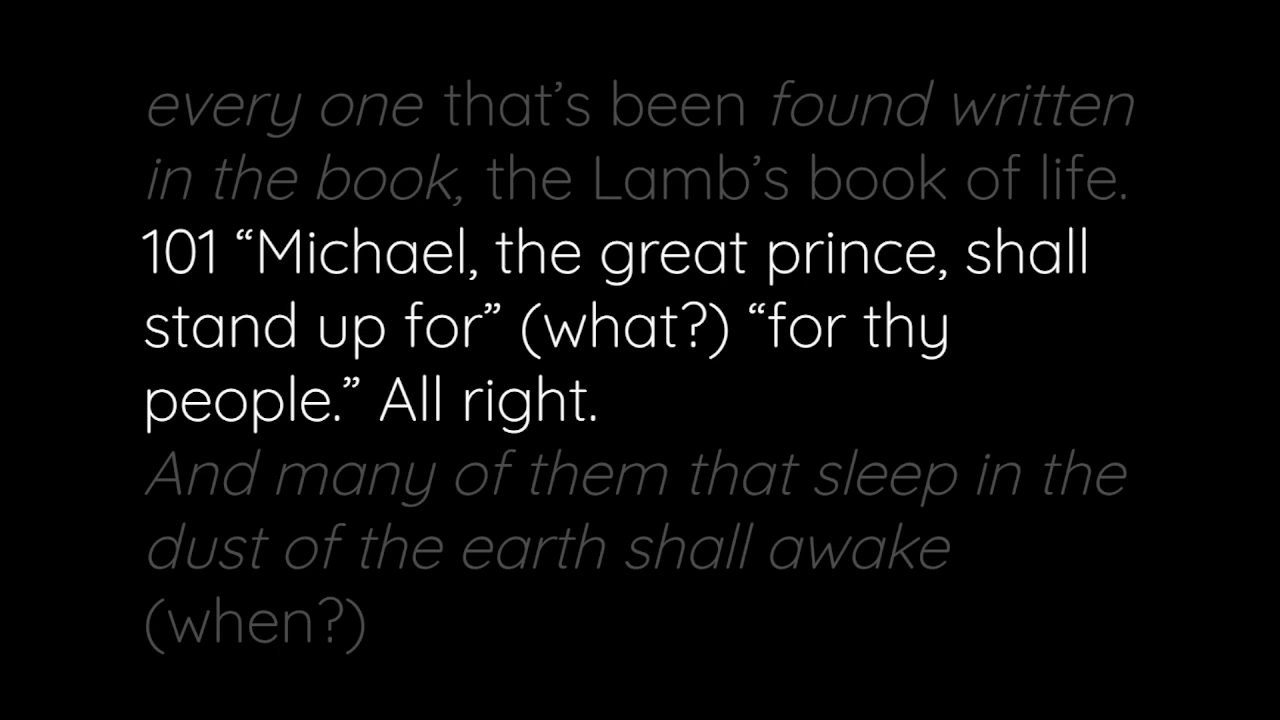 every one that’s been found written
in the book, the Lamb’s book of life.
101 “Michael, the great prince, shall
stand up for” (what?) “for thy
people.” All right.
And many of them that sleep in the
dust of the earth shall awake
(when?)